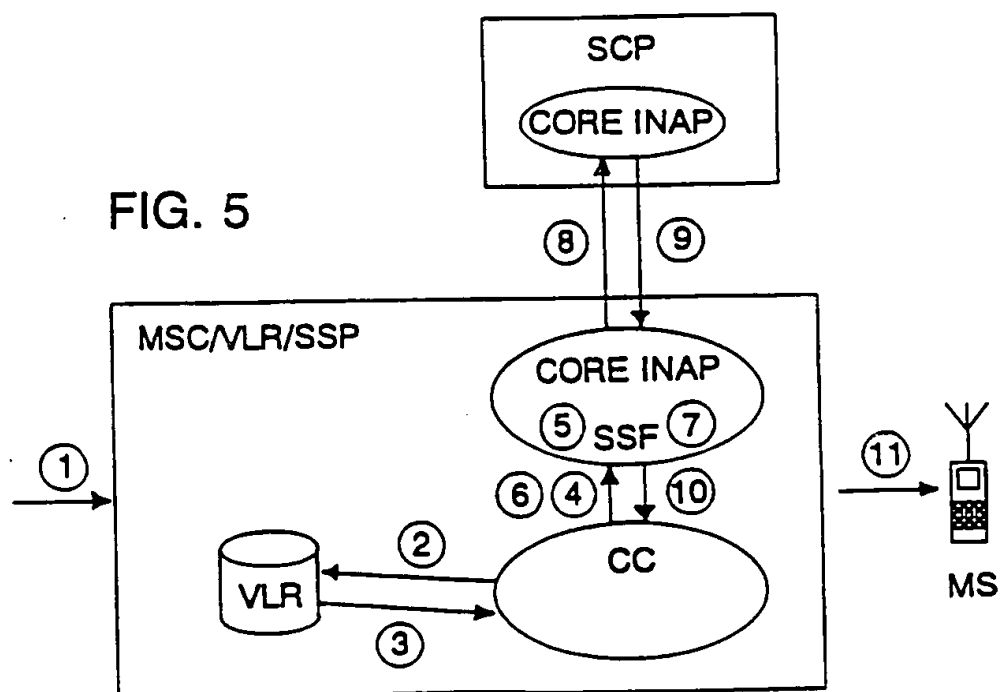 SCP
CORE INAP
FIG. 5
8 9
MSC/VLR/SSP
CORE INAP
5 SSF 7
1
11
6 4 10
2
CC
VLR
MS
3